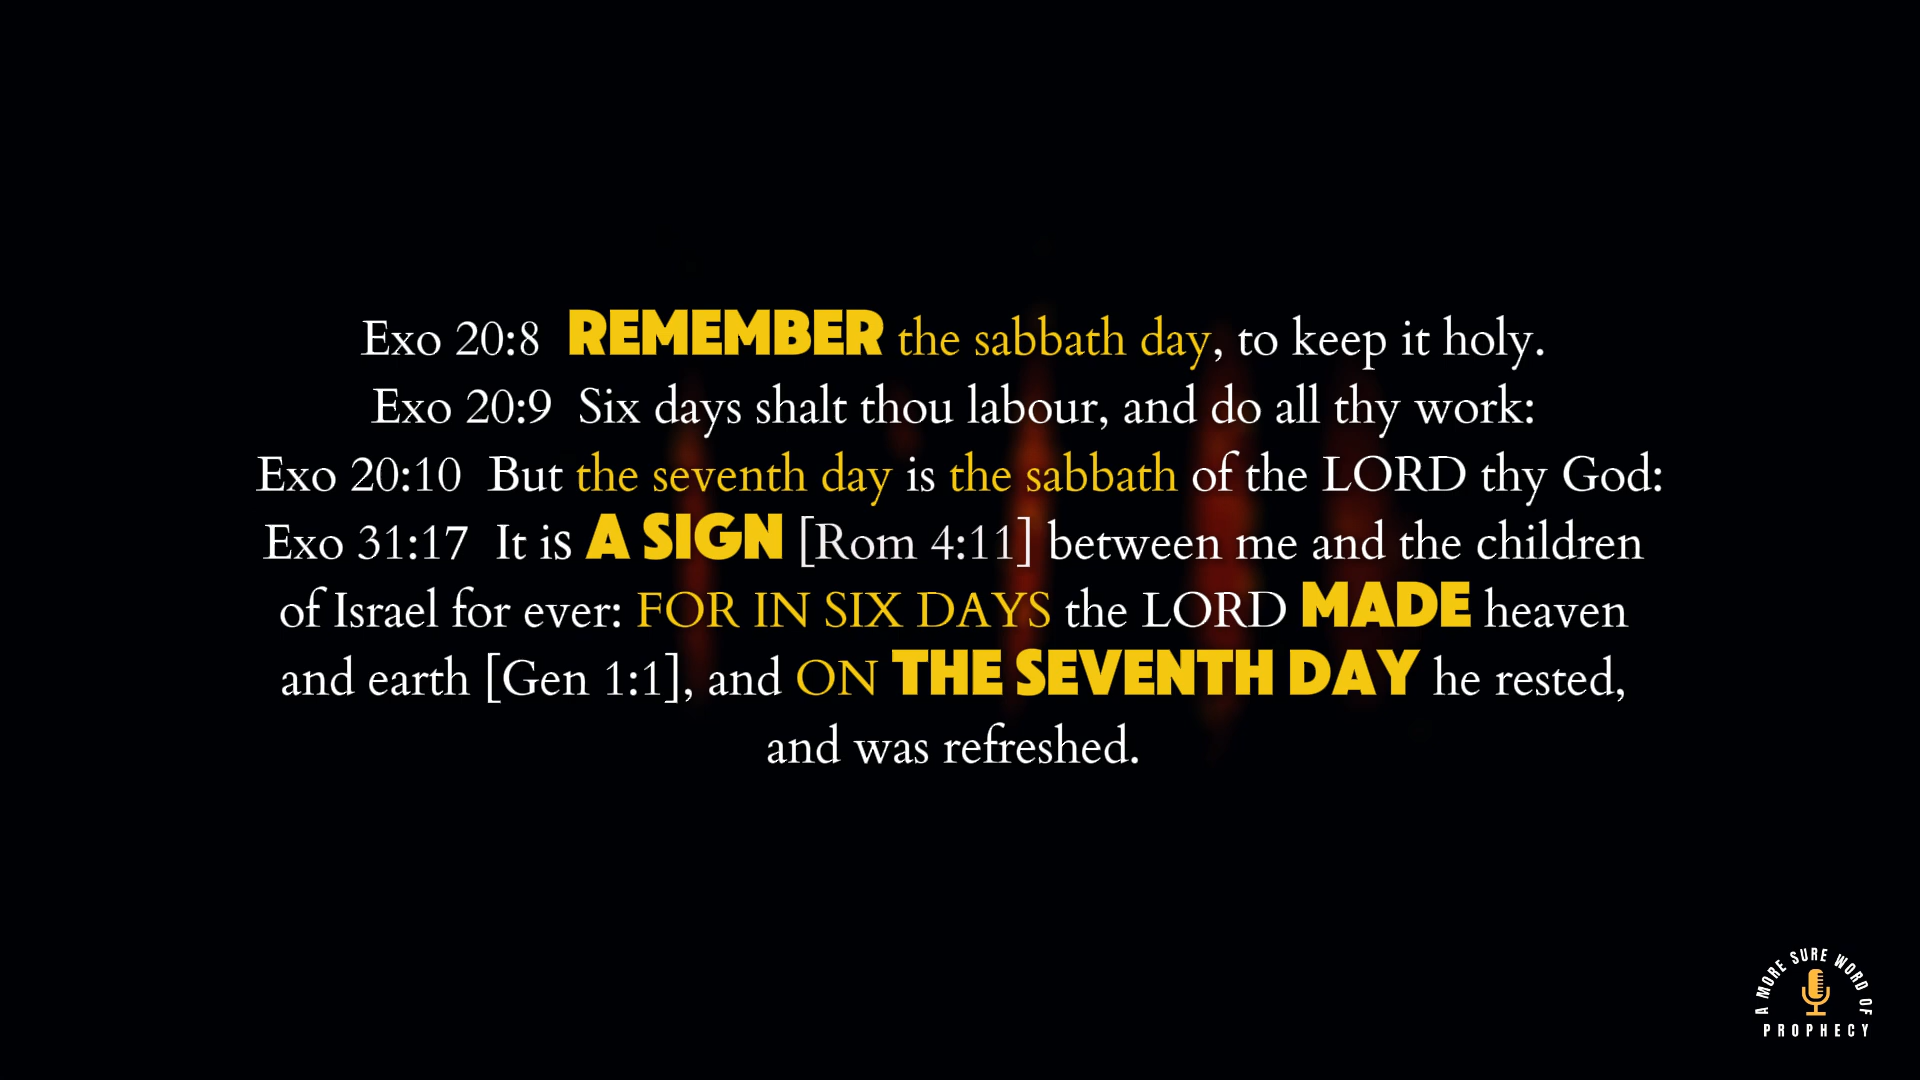 Exo 20:8 REMEMBER the sabbath day, to keep it holy.
Exo 20:9 Six days shalt thou labour, and do all thy work:
Exo 20:10 But the seventh day is the sabbath of the LORD thy God:
Exo 31:17 It is A SIGN [Rom 4:11] between me and the children
of Israel for ever: FOR IN SIX DAYS the LORD MADE heaven
and earth [Gen 1:1], and ON THE SEVENTH DAY he rested,
and was refreshed.
A MORE SURE WORD OF
PROPHECY